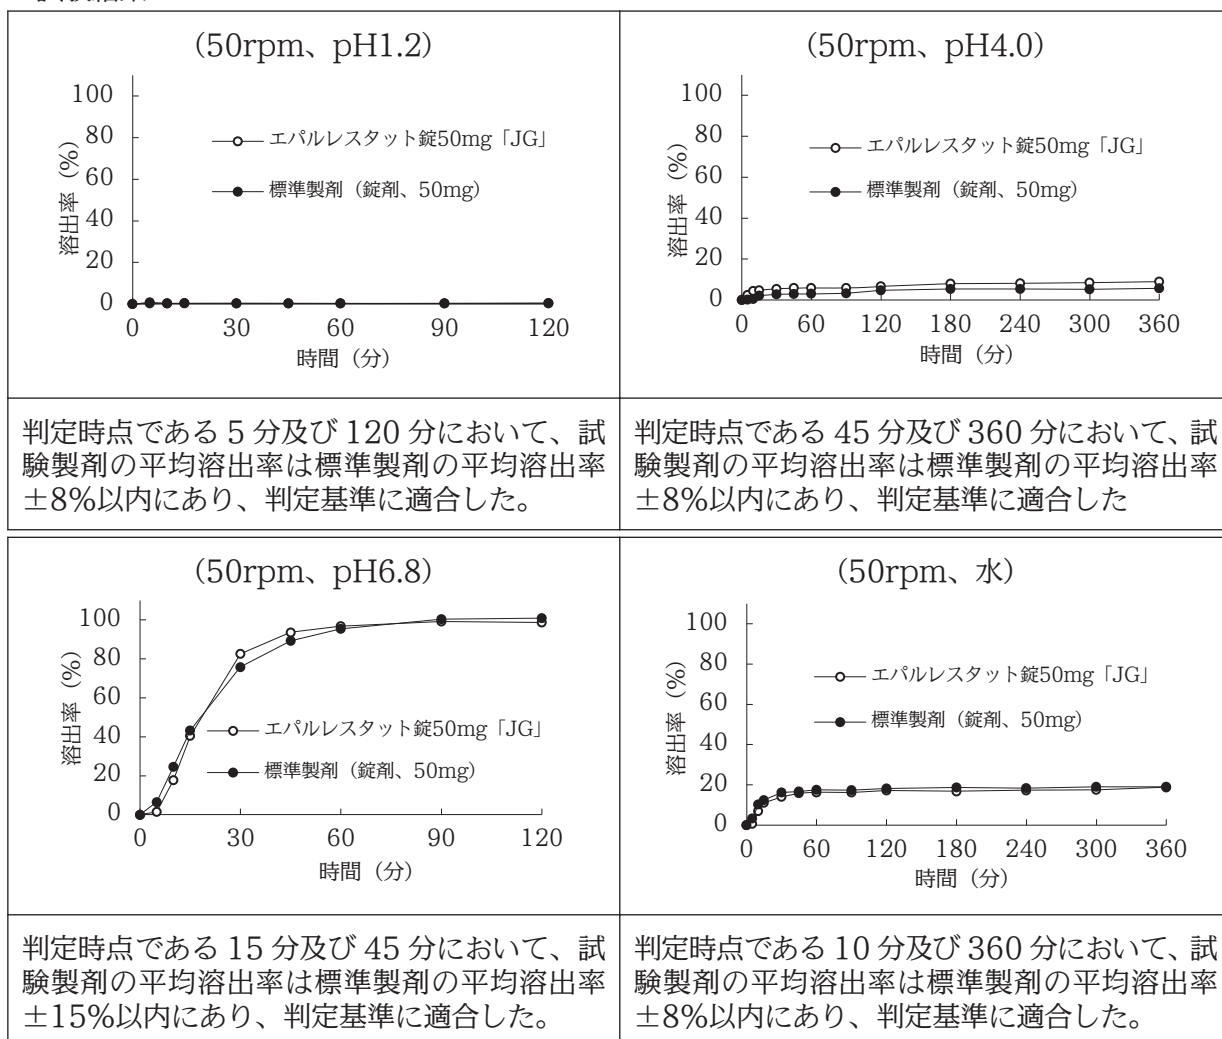 (50rpm、pH1.2)
100
80
60
40
20
0
溶出率 (%)
エパルレスタット錠50mg「JG」
標準製剤（錠剤、50mg）
0 30 60 90 120
時間（分）
(50rpm、pH4.0)
100
80
60
40
20
0
溶出率 (%)
エパルレスタット錠50mg「JG」
標準製剤（錠剤、50mg）
0 60 120 180 240 300 360
時間（分）
判定時点である 5 分及び 120 分において、試
験製剤の平均溶出率は標準製剤の平均溶出率
±8%以内にあり、判定基準に適合した。
判定時点である 45 分及び 360 分において、試
験製剤の平均溶出率は標準製剤の平均溶出率
±8%以内にあり、判定基準に適合した
(50rpm、pH6.8)
100
80
60
40
20
0
溶出率 (%)
エパルレスタット錠50mg「JG」
標準製剤（錠剤、50mg）
0 30 60 90 120
時間（分）
(50rpm、水)
100
80
60
40
20
0
溶出率 (%)
エパルレスタット錠50mg「JG」
標準製剤（錠剤、50mg）
0 60 120 180 240 300 360
時間（分）
判定時点である 15 分及び 45 分において、試
験製剤の平均溶出率は標準製剤の平均溶出率
±15%以内にあり、判定基準に適合した。
判定時点である 10 分及び 360 分において、試
験製剤の平均溶出率は標準製剤の平均溶出率
±8%以内にあり、判定基準に適合した。